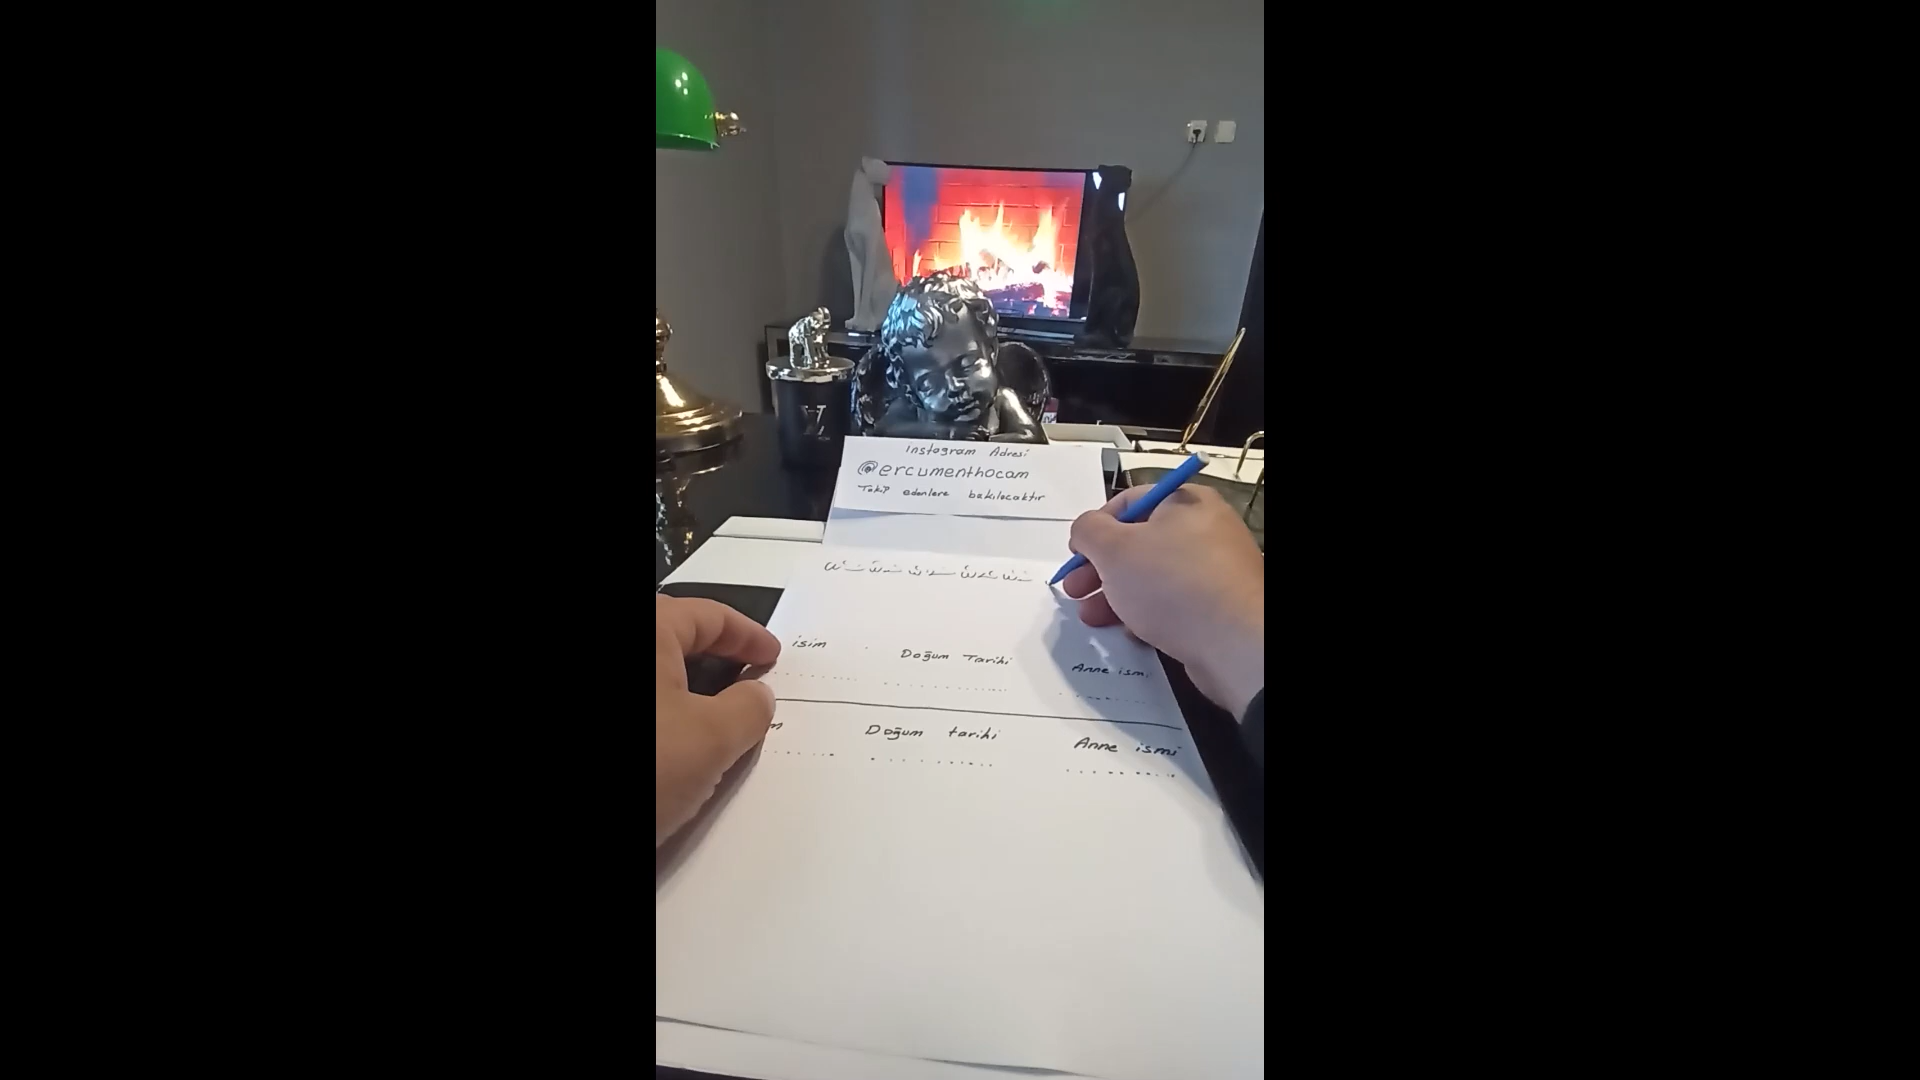 instagram Adresi
@ercumenthocam
Takip edenlere bakılacaktır
isim Doğum Tarihi Anne ismi
Doğum tarihi Anne ismi